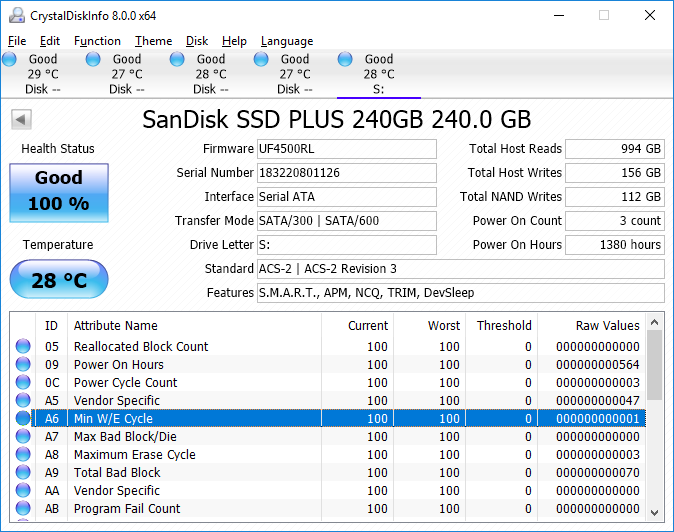 CrystalDiskInfo 8.0.0 x64
File Edit Function Theme Disk Help Language
Good Good Good Good Good
29 °C 27 °C 28 °C 27 °C 28 °C
Disk -- Disk -- Disk -- Disk -- S:
SanDisk SSD PLUS 240GB 240.0 GB
Health Status
Good
100 %
Temperature
28 °C
Firmware UF4500RL
Serial Number 183220801126
Interface Serial ATA
Transfer Mode SATA/300 | SATA/600
Drive Letter S:
Total Host Reads 994 GB
Total Host Writes 156 GB
Total NAND Writes 112 GB
Power On Count 3 count
Power On Hours 1380 hours
Standard ACS-2 | ACS-2 Revision 3
Features S.M.A.R.T., APM, NCQ, TRIM, DevSleep
ID Attribute Name Current Worst Threshold Raw Values
05 Reallocated Block Count 100 100 0 000000000000
09 Power On Hours 100 100 0 000000000564
0C Power Cycle Count 100 100 0 000000000003
A5 Vendor Specific 100 100 0 000000000047
A6 Min W/E Cycle 100 100 0 000000000001
A7 Max Bad Block/Die 100 100 0 000000000000
A8 Maximum Erase Cycle 100 100 0 000000000003
A9 Total Bad Block 100 100 0 000000000070
AA Vendor Specific 100 100 0 000000000000
AB Program Fail Count 100 100 0 000000000000